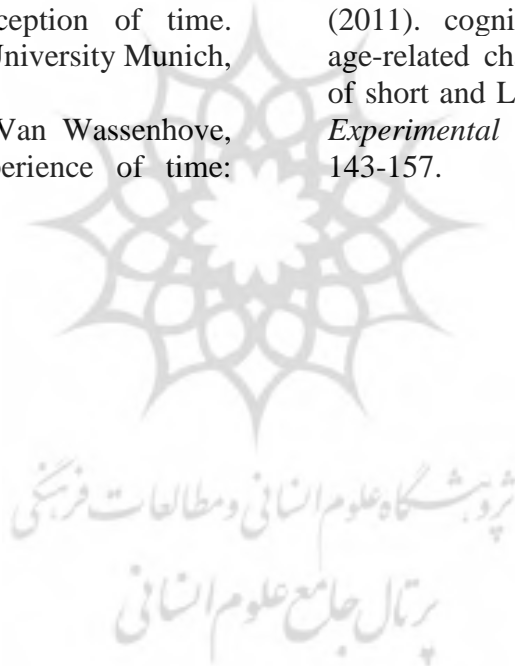 ception of time.
University Munich,
Van Wassenhove,
perience of time:
(2011). cogni
age-related ch
of short and L
Experimental
143-157.
پژوهشگاه علوم انسانی و مطالعات فرهنگی
پرتال جامع علوم انسانی